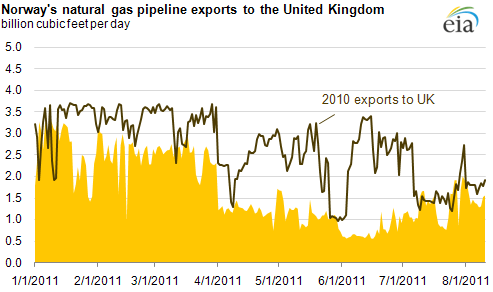 Norway's natural gas pipeline exports to the United Kingdom
billion cubic feet per day
eia
5.0
4.5
4.0
3.5
3.0
2.5
2.0
1.5
1.0
0.5
0.0
2010 exports to UK
1/1/2011 2/1/2011 3/1/2011 4/1/2011 5/1/2011 6/1/2011 7/1/2011 8/1/2011